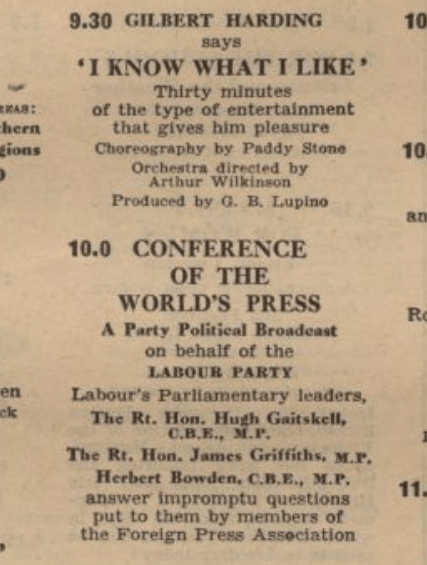 9.30 GILBERT HARDING
says
'I KNOW WHAT I LIKE'
Thirty minutes
of the type of entertainment
that gives him pleasure
Choreography by Paddy Stone
Orchestra directed by
Arthur Wilkinson
Produced by G. B. Lupino
10.0 CONFERENCE
OF THE
WORLD'S PRESS
A Party Political Broadcast
on behalf of the
LABOUR PARTY
Labour's Parliamentary leaders,
The Rt. Hon. Hugh Gaitskell,
C.B.E., M.P.
The Rt. Hon. James Griffiths, M.P.
Herbert Bowden, C.B.E., M.P.
answer impromptu questions
put to them by members of
the Foreign Press Association